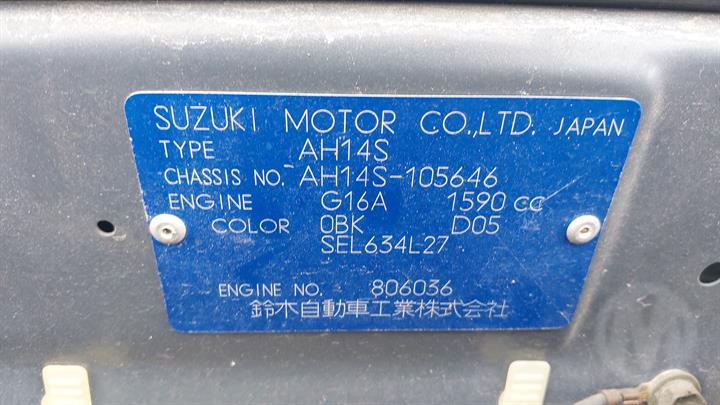 SUZUKI MOTOR CO.,LTD. JAPAN
TYPE AH14S
CHASSIS NO. AH14S-105646
ENGINE G16A 1590 cc
COLOR 0BK D05
SEL634L27
ENGINE NO. 806036
鈴木自動車工業株式会社